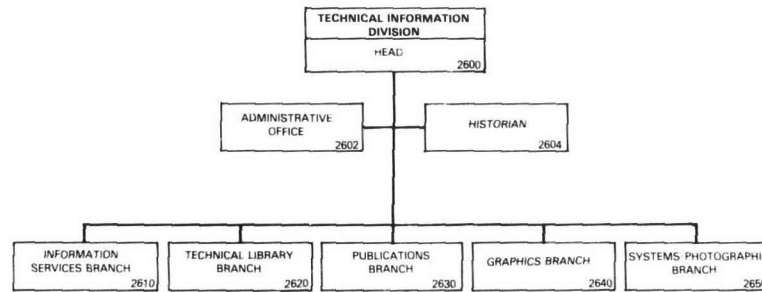 TECHNICAL INFORMATION
DIVISION
HEAD
2600
ADMINISTRATIVE
OFFICE
2602
HISTORIAN
2604
INFORMATION
SERVICES BRANCH
2610
TECHNICAL LIBRARY
BRANCH
2620
PUBLICATIONS
BRANCH
2630
GRAPHICS BRANCH
2640
BRANCH